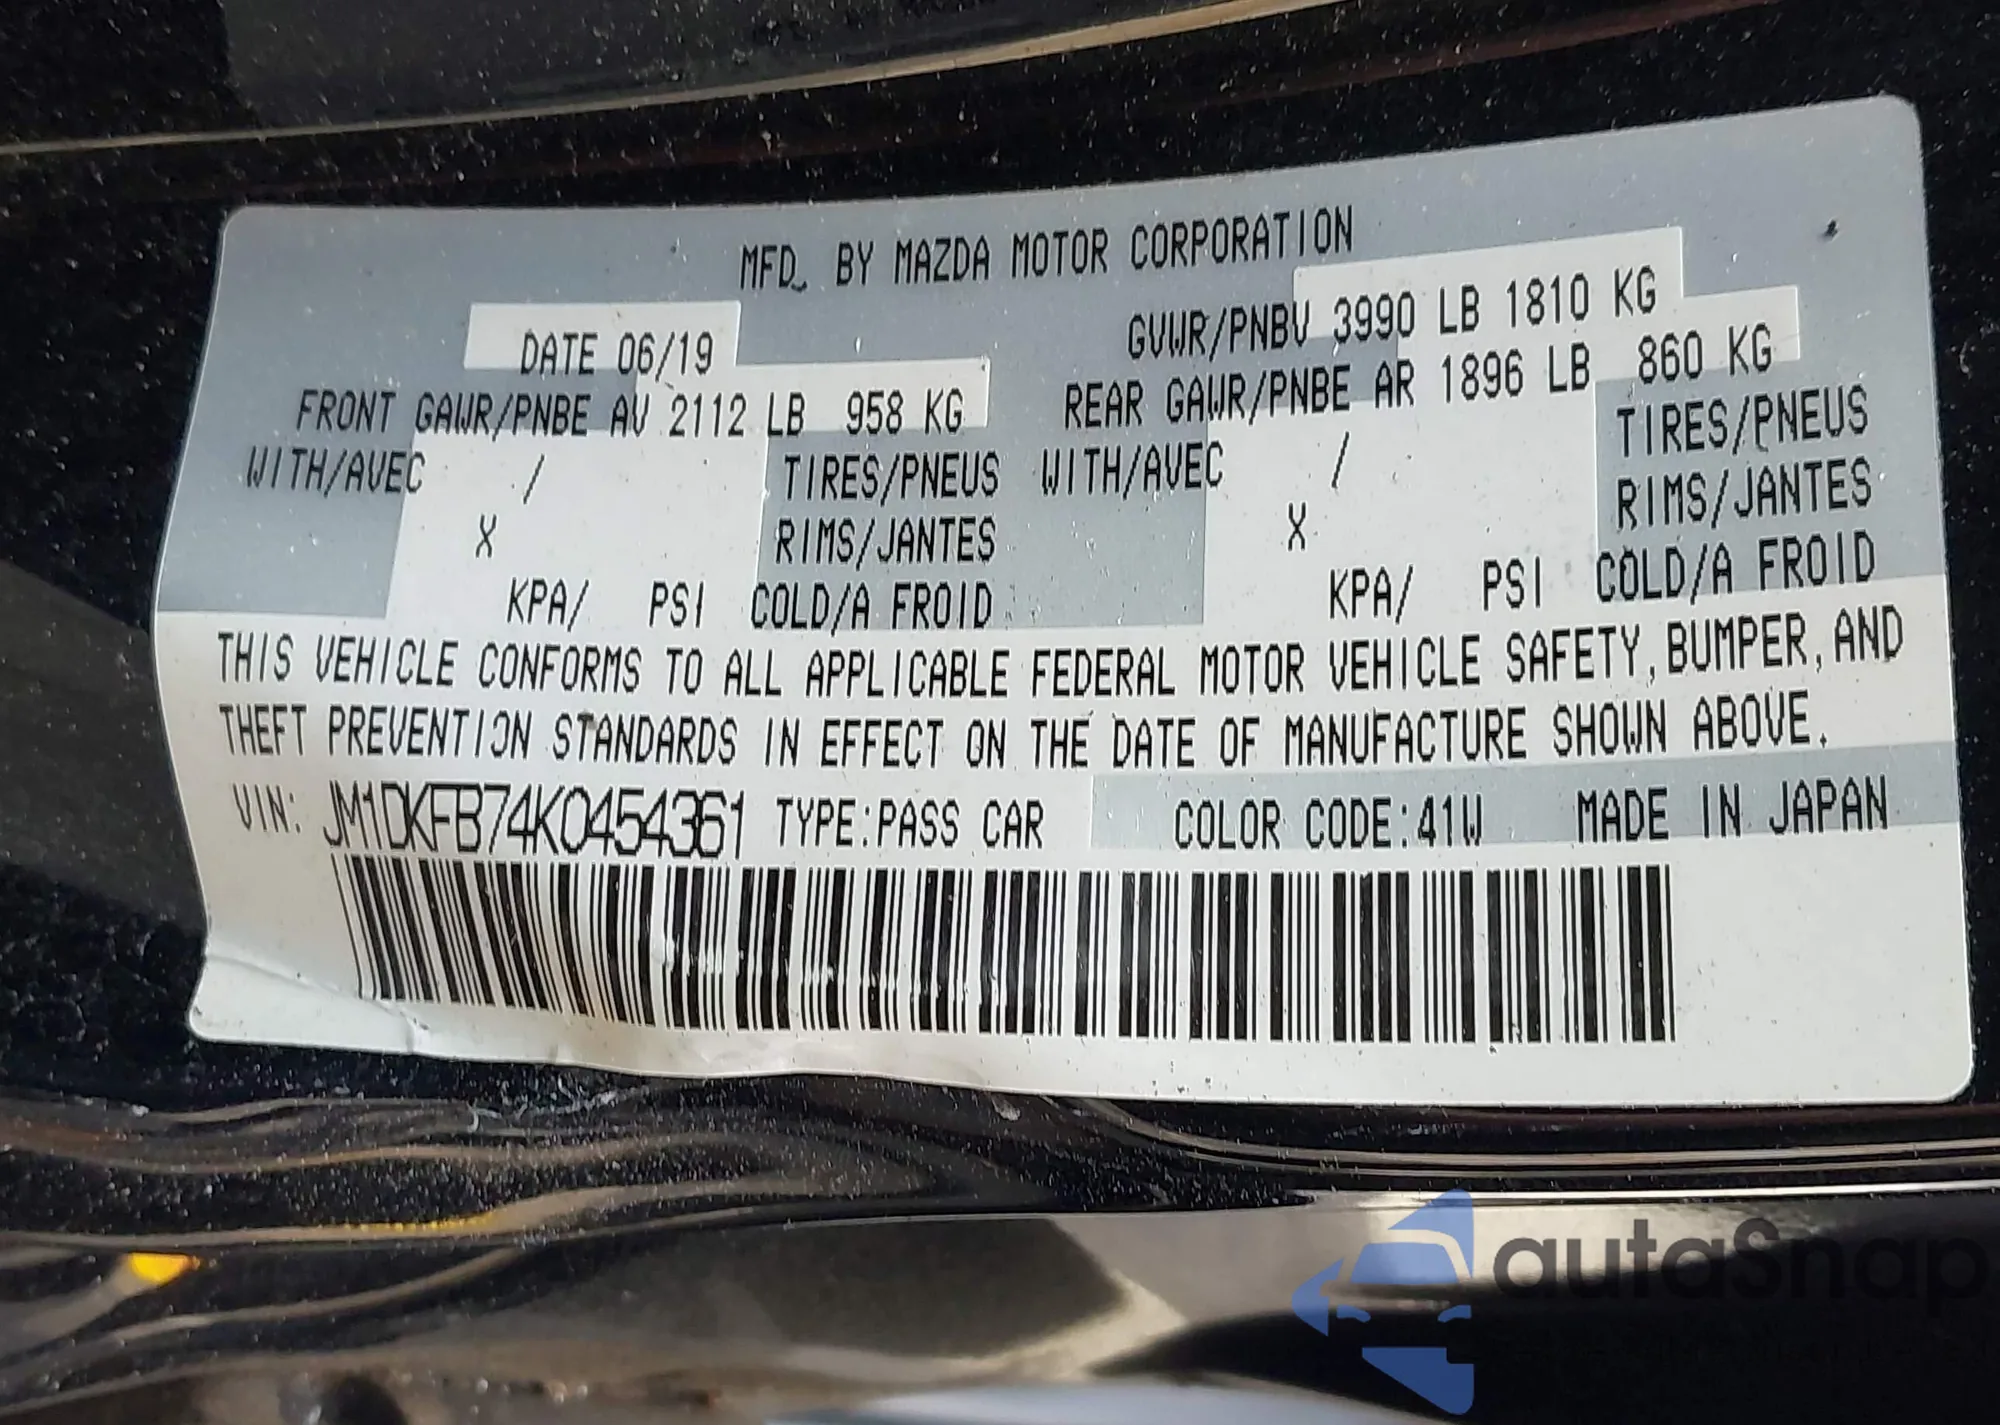 MFD. BY MAZDA MOTOR CORPORATION
DATE 06/19 GVWR/PNBV 3990 LB 1810 KG
FRONT GAWR/PNBE AV 2112 LB 958 KG REAR GAWR/PNBE AR 1896 LB 860 KG
WITH/AVEC / TIRES/PNEUS WITH/AVEC / TIRES/PNEUS
X RIMS/JANTES X RIMS/JANTES
KPA/ PSI COLD/A FROID KPA/ PSI COLD/A FROID
THIS VEHICLE CONFORMS TO ALL APPLICABLE FEDERAL MOTOR VEHICLE SAFETY, BUMPER, AND
THEFT PREVENTION STANDARDS IN EFFECT ON THE DATE OF MANUFACTURE SHOWN ABOVE.
VIN: JM1DKFB74K0454361 TYPE:PASS CAR COLOR CODE:41W MADE IN JAPAN
autaSnap